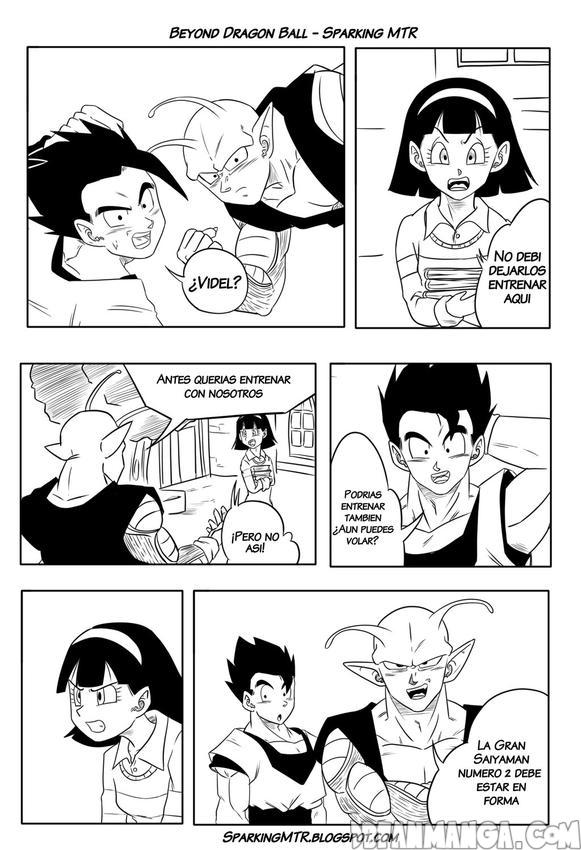 Beyond Dragon Ball - Sparking MTR
¿Videl?
No debi
dejarlos
entrenar
aqui
Antes querias entrenar
con nosotros
¡Pero no
asi!
Podrias
entrenar
tambien
¿Aun puedes
volar?
La Gran
Saiyaman
numero 2 debe
estar en
forma
SparkingMTR.blogspot.com